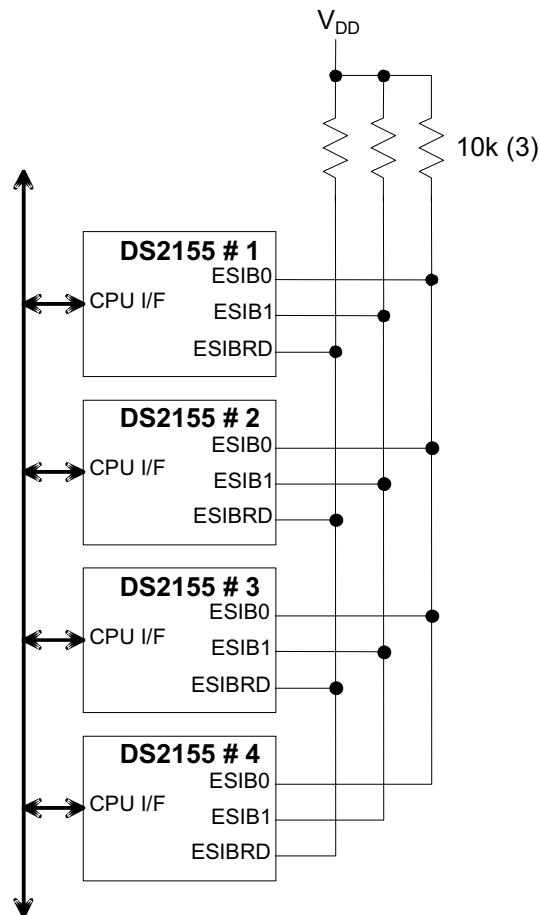 VDD
10k (3)
DS2155 # 1
ESIB0
CPU I/F
ESIB1
ESIBRD
DS2155 # 2
ESIB0
CPU I/F
ESIB1
ESIBRD
DS2155 # 3
ESIB0
CPU I/F
ESIB1
ESIBRD
DS2155 # 4
ESIB0
CPU I/F
ESIB1
ESIBRD